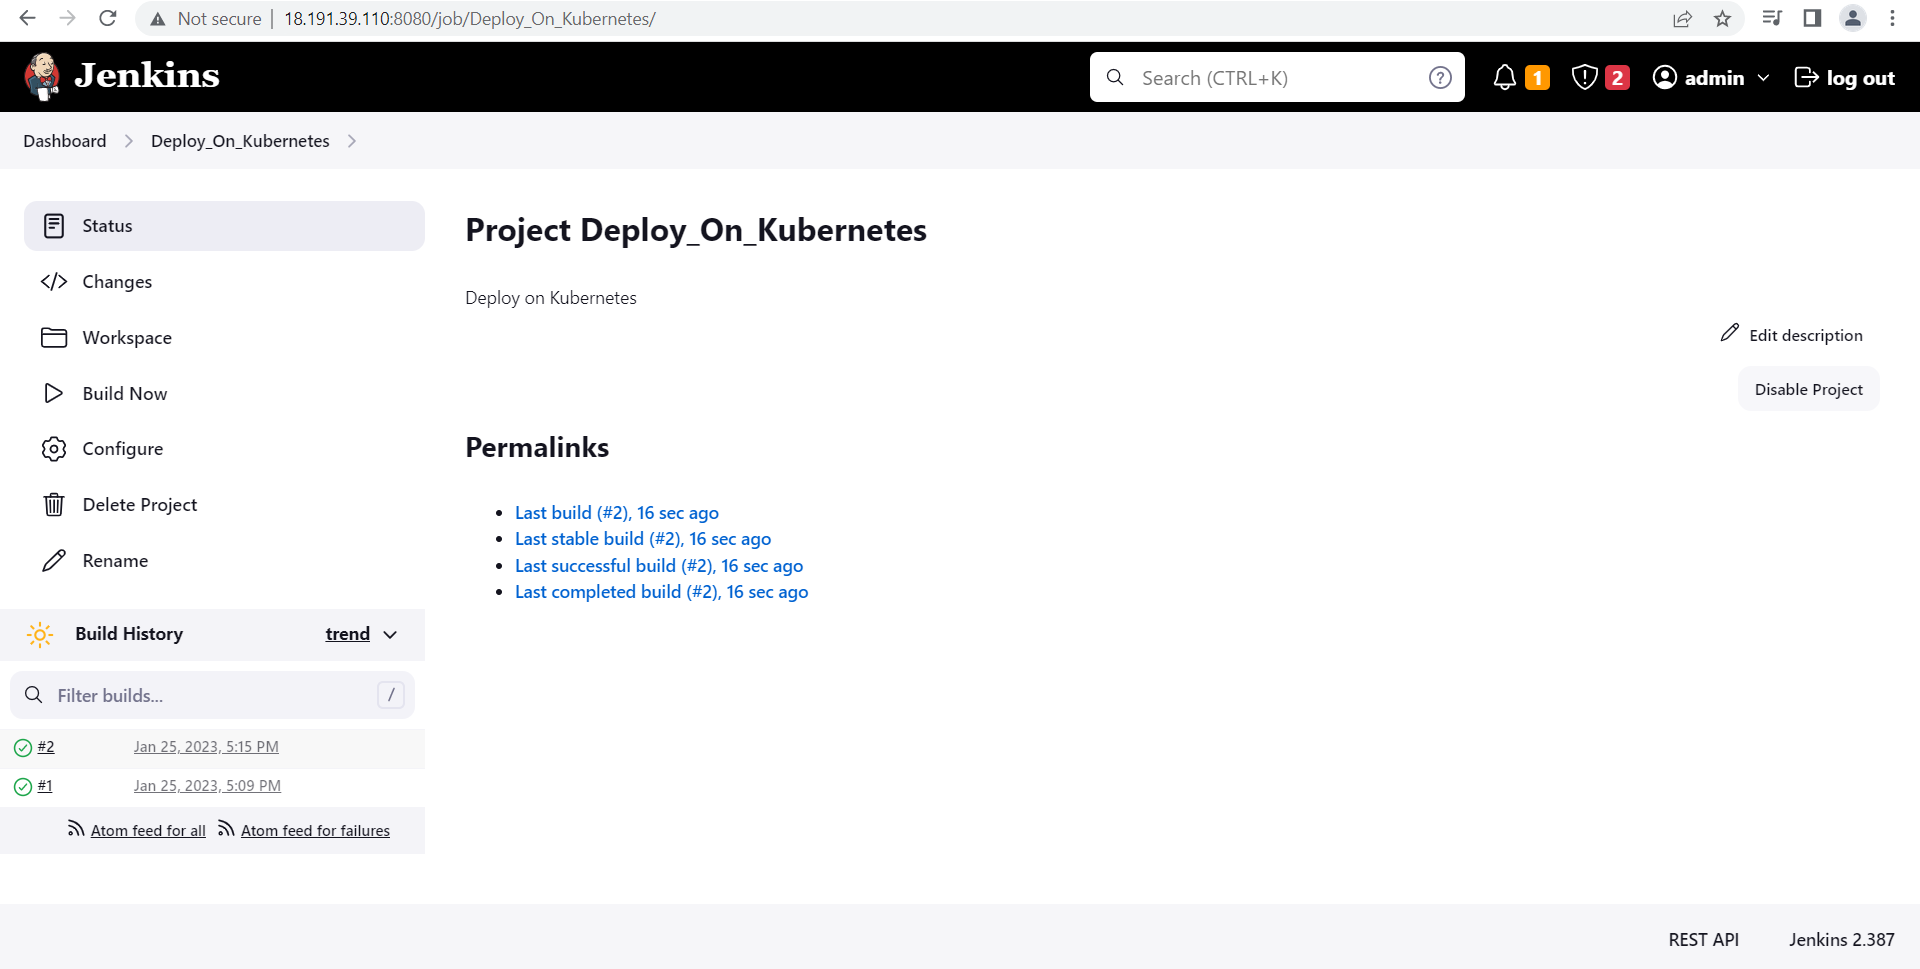 Not secure | 18.191.39.110:8080/job/Deploy_On_Kubernetes/
Jenkins
Search (CTRL+K)
?
1
2
admin
log out
Dashboard
Deploy_On_Kubernetes
Status
Changes
Workspace
Build Now
Configure
Delete Project
Rename
Build History
trend
Filter builds...
/
#2
Jan 25, 2023, 5:15 PM
#1
Jan 25, 2023, 5:09 PM
Atom feed for all
Atom feed for failures
Project Deploy_On_Kubernetes
Deploy on Kubernetes
Edit description
Disable Project
Permalinks
Last build (#2), 16 sec ago
Last stable build (#2), 16 sec ago
Last successful build (#2), 16 sec ago
Last completed build (#2), 16 sec ago
REST API
Jenkins 2.387